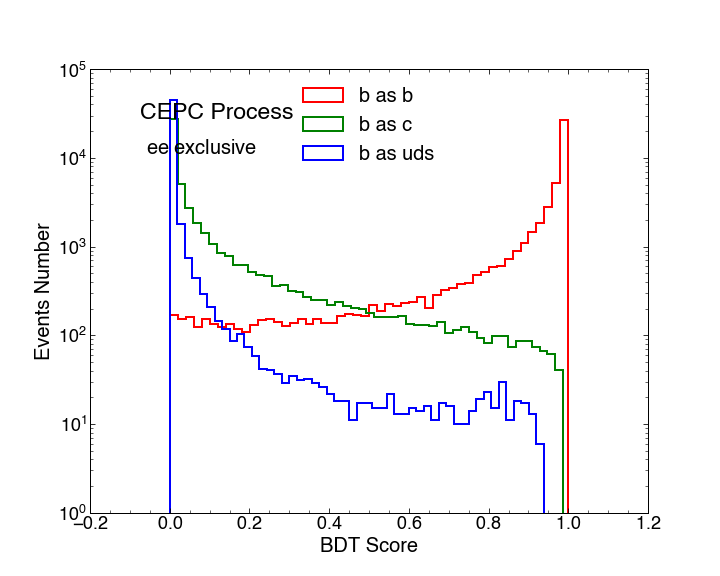 10^5
CEPC Process
b as b
b as c
ee exclusive
b as uds
10^4
10^3
10^2
10^1
10^0
Events Number
−0.2 0.0 0.2 0.4 0.6 0.8 1.0 1.2
BDT Score